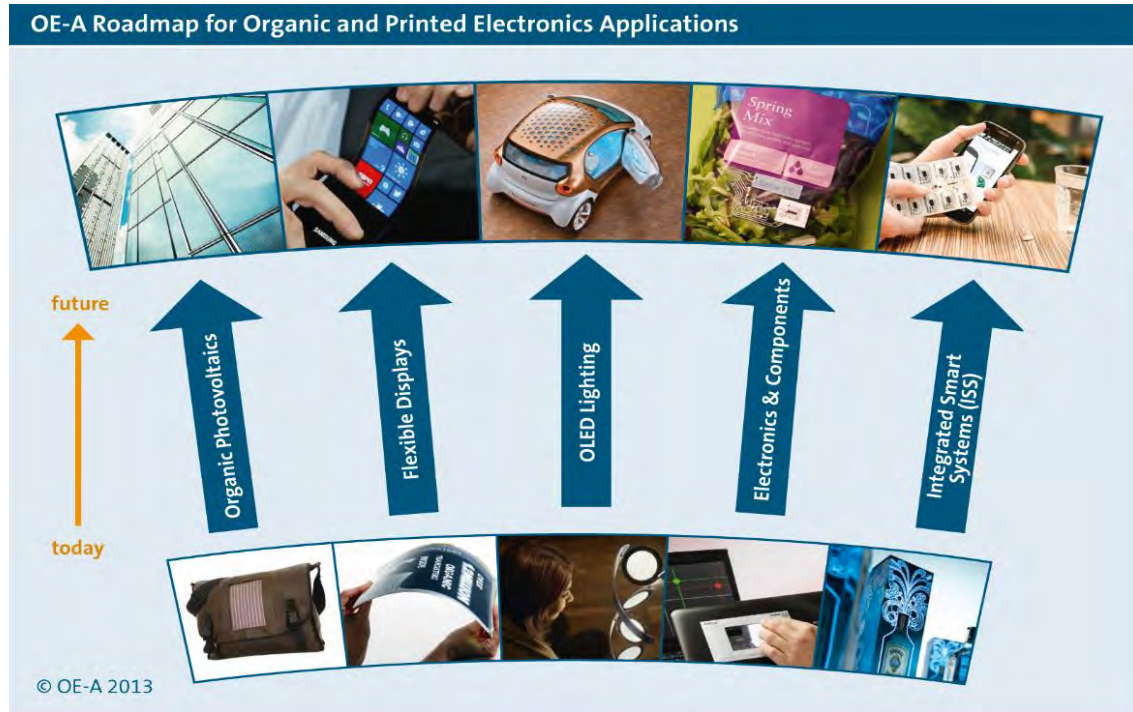 OE-A Roadmap for Organic and Printed Electronics Applications
Spring
Mix
SAMSUNG
future
Organic Photovoltaics
Flexible Displays
OLED Lighting
Electronics & Components
Integrated Smart
Systems (ISS)
today
© OE-A 2013